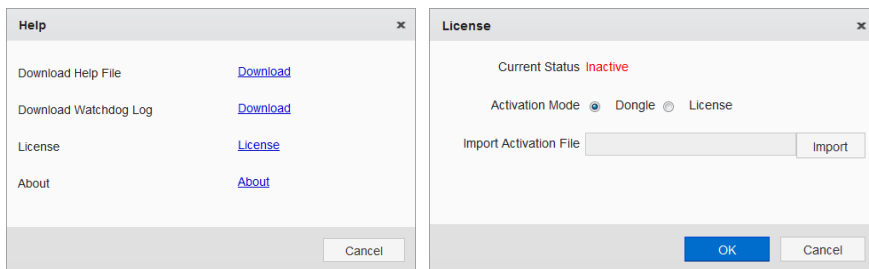 Help
Download Help File Download
Download Watchdog Log Download
License License
About About
Cancel
License
Current Status Inactive
Activation Mode Dongle License
Import Activation File Import
OK Cancel